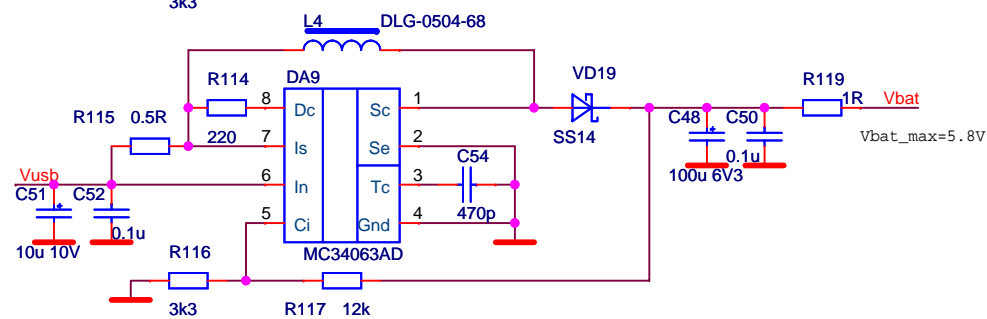 3k3
L4 DLG-0504-68
R114 DA9 VD19 R119
8 Dc Sc 1
R115 0.5R 220 7 Is Se 2
SS14
C48 C50 1R Vbat
Vbat_max=5.8V
C54
0.1u
100u 6V3
Vusb 6 In Tc 3
C51 C52 470p
5 Ci Gnd 4
0.1u
10u 10V
R116 MC34063AD
3k3 R117 12k